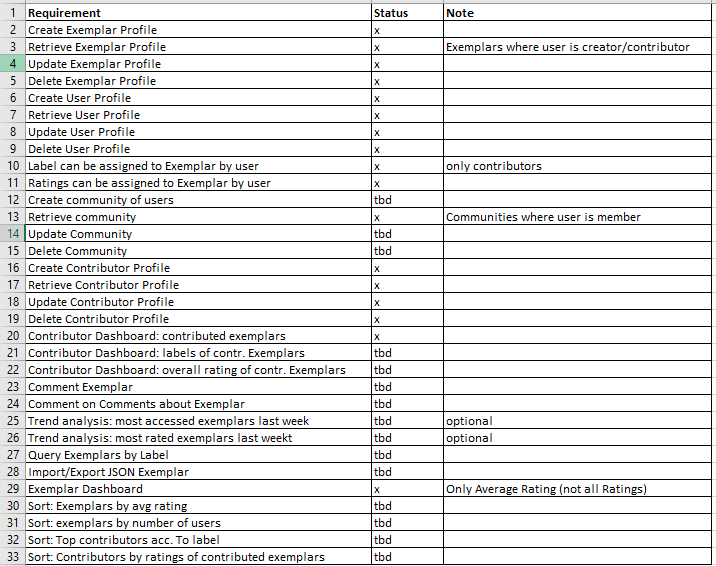 1 Requirement Status Note
2 Create Exemplar Profile x
3 Retrieve Exemplar Profile x Exemplars where user is creator/contributor
4 Update Exemplar Profile x
5 Delete Exemplar Profile x
6 Create User Profile x
7 Retrieve User Profile x
8 Update User Profile x
9 Delete User Profile x
10 Label can be assigned to Exemplar by user x only contributors
11 Ratings can be assigned to Exemplar by user x
12 Create community of users tbd
13 Retrieve community x Communities where user is member
14 Update Community tbd
15 Delete Community tbd
16 Create Contributor Profile x
17 Retrieve Contributor Profile x
18 Update Contributor Profile x
19 Delete Contributor Profile x
20 Contributor Dashboard: contributed exemplars x
21 Contributor Dashboard: labels of contr. Exemplars tbd
22 Contributor Dashboard: overall rating of contr. Exemplars tbd
23 Comment Exemplar tbd
24 Comment on Comments about Exemplar tbd
25 Trend analysis: most accessed exemplars last week tbd optional
26 Trend analysis: most rated exemplars last weekt tbd optional
27 Query Exemplars by Label tbd
28 Import/Export JSON Exemplar tbd
29 Exemplar Dashboard x Only Average Rating (not all Ratings)
30 Sort: Exemplars by avg rating tbd
31 Sort: exemplars by number of users tbd
32 Sort: Top contributors acc. To label tbd
33 Sort: Contributors by ratings of contributed exemplars tbd